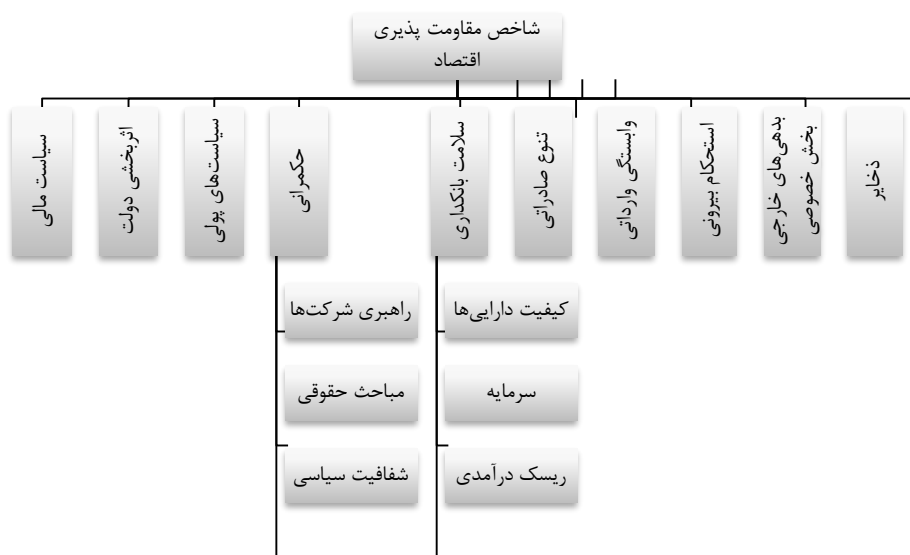 شاخص مقاومت پذیری
اقتصاد
ذخایر
بدهی‌های خارجی
بخش خصوصی
استحکام بیرونی
وابستگی وارداتی
تنوع صادراتی
سلامت بانکداری
حکمرانی
سیاست‌های پولی
اثربخشی دولت
سیاست مالی
کیفیت دارایی‌ها
سرمایه
ریسک درآمدی
راهبری شرکت‌ها
مباحث حقوقی
شفافیت سیاسی